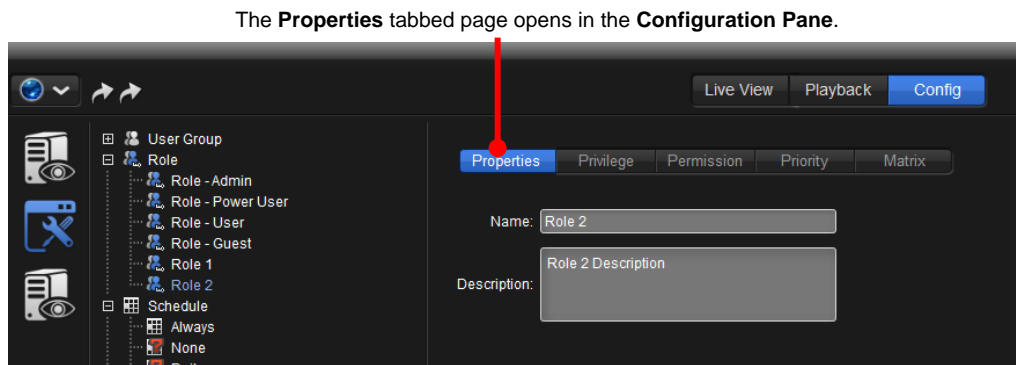 The Properties tabbed page opens in the Configuration Pane.
Live View Playback Config
User Group
Role
Role - Admin
Role - Power User
Role - User
Role - Guest
Role 1
Role 2
Schedule
Always
None
Properties Privilege Permission Priority Matrix
Name: Role 2
Description: Role 2 Description